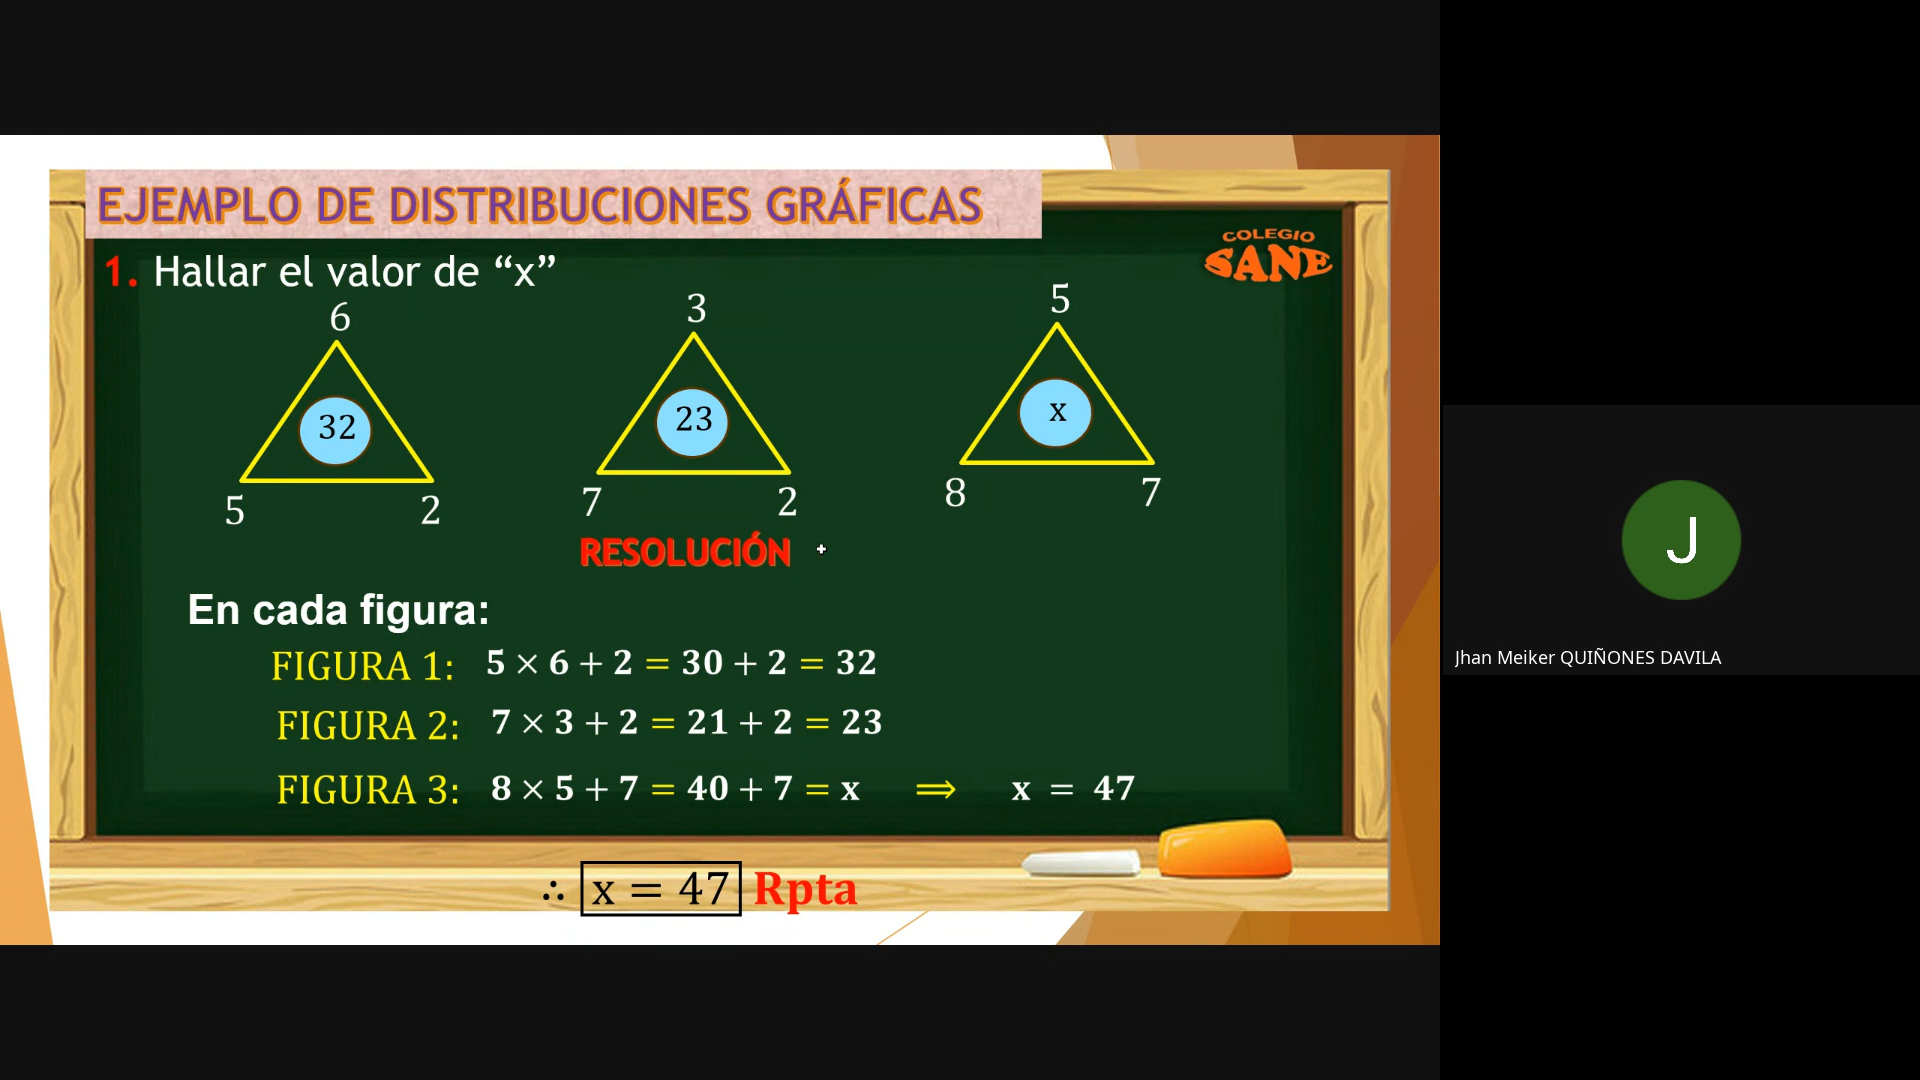 EJEMPLO DE DISTRIBUCIONES GRÁFICAS
COLEGIO
SANE
1. Hallar el valor de “x”
6
32
5 2
3
23
7 2
5
x
8 7
RESOLUCIÓN
En cada figura:
FIGURA 1: 5 × 6 + 2 = 30 + 2 = 32
FIGURA 2: 7 × 3 + 2 = 21 + 2 = 23
FIGURA 3: 8 × 5 + 7 = 40 + 7 = x ⟹ x = 47
∴ x = 47 Rpta
J
Jhan Meiker QUIÑONES DAVILA